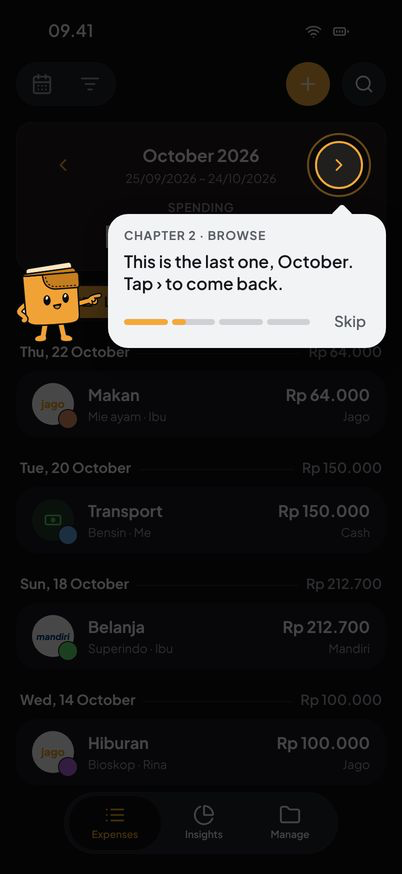 09.41
October 2026
25/09/2026 - 24/10/2026
SPENDING
CHAPTER 2 · BROWSE
This is the last one, October.
Tap › to come back.
Skip
Thu, 22 October
Rp 64.000
jago
Makan
Rp 64.000
Mie ayam · Ibu
Jago
Tue, 20 October
Rp 150.000
Transport
Rp 150.000
Bensin · Me
Cash
Sun, 18 October
Rp 212.700
mandiri
Belanja
Rp 212.700
Superindo · Ibu
Mandiri
Wed, 14 October
Rp 100.000
jago
Hiburan
Rp 100.000
Bioskop · Rina
Jago
Expenses
Insights
Manage